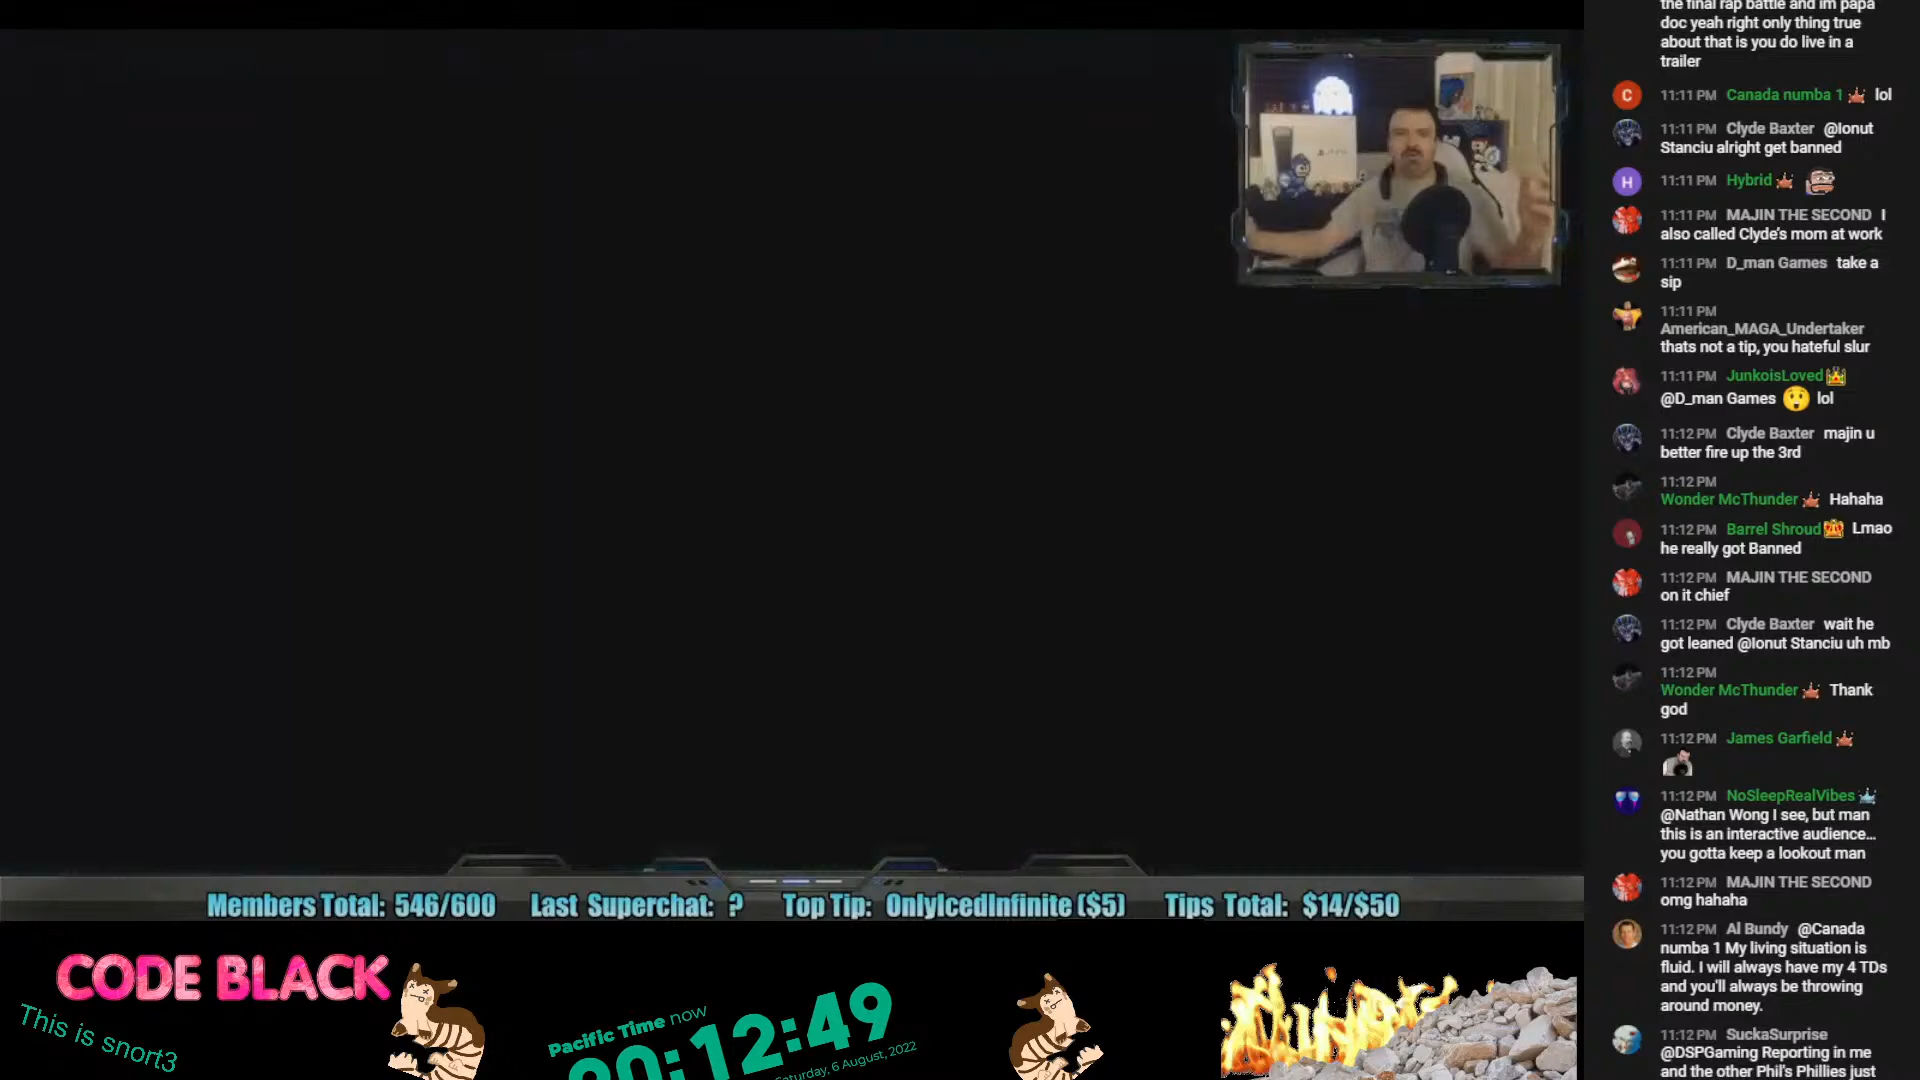 the final rap battle and im papa
doc yeah right only thing true
about that is you do live in a
trailer
C
11:11 PM Canada numba 1 lol
11:11 PM Clyde Baxter @Ionut
Stanciu alright get banned
H
11:11 PM Hybrid
11:11 PM MAJIN THE SECOND I
also called Clyde's mom at work
11:11 PM D_man Games take a
sip
11:11 PM
American_MAGA_Undertaker
thats not a tip, you hateful slur
11:11 PM JunkoisLoved
@D_man Games lol
11:12 PM Clyde Baxter majin u
better fire up the 3rd
11:12 PM
Wonder McThunder Hahaha
11:12 PM Barrel Shroud Lmao
he really got Banned
11:12 PM MAJIN THE SECOND
on it chief
11:12 PM Clyde Baxter wait he
got leaned @Ionut Stanciu uh mb
11:12 PM
Wonder McThunder Thank
god
11:12 PM James Garfield
11:12 PM NoSleepRealVibes
@Nathan Wong I see, but man
this is an interactive audience...
you gotta keep a lookout man
11:12 PM MAJIN THE SECOND
omg hahaha
11:12 PM Al Bundy @Canada
numba 1 My living situation is
fluid. I will always have my 4 TDs
and you'll always be throwing
around money.
11:12 PM SuckaSurprise
@DSPGaming Reporting in me
and the other Phil's Phillies just
Members Total: 546/600 Last Superchat: ? Top Tip: OnlyIcedInfinite ($5) Tips Total: $14/$50
CODE BLACK
This is snort3
Pacific Time now
20:12:49
Saturday, 6 August, 2022